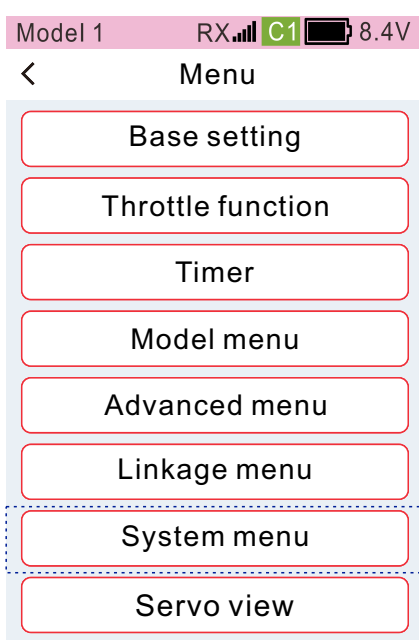 Model 1 RX C1 8.4V
Menu
Base setting
Throttle function
Timer
Model menu
Advanced menu
Linkage menu
System menu
Servo view